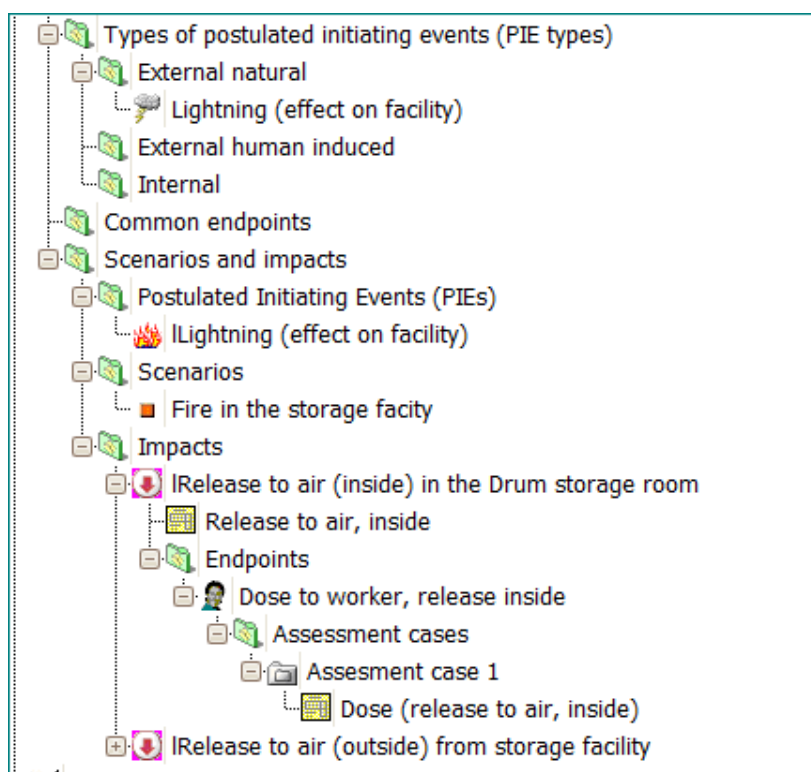 Types of postulated initiating events (PIE types)
External natural
Lightning (effect on facility)
External human induced
Internal
Common endpoints
Scenarios and impacts
Postulated Initiating Events (PIEs)
lLightning (effect on facility)
Scenarios
Fire in the storage facity
Impacts
lRelease to air (inside) in the Drum storage room
Release to air, inside
Endpoints
Dose to worker, release inside
Assessment cases
Assesment case 1
Dose (release to air, inside)
lRelease to air (outside) from storage facility